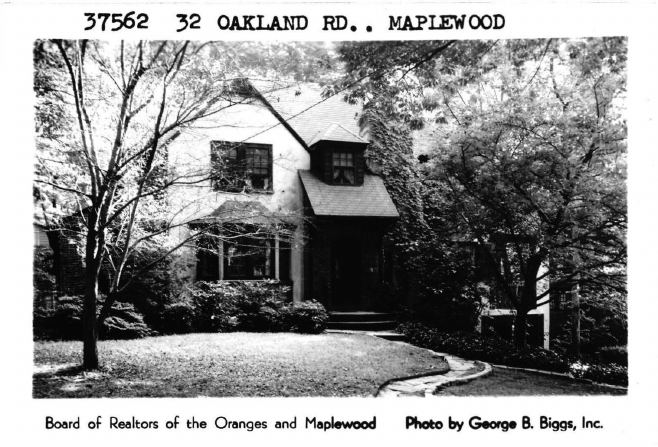 37562 32 OAKLAND RD.. MAPLEWOOD
Board of Realtors of the Oranges and Maplewood Photo by George B. Biggs, Inc.